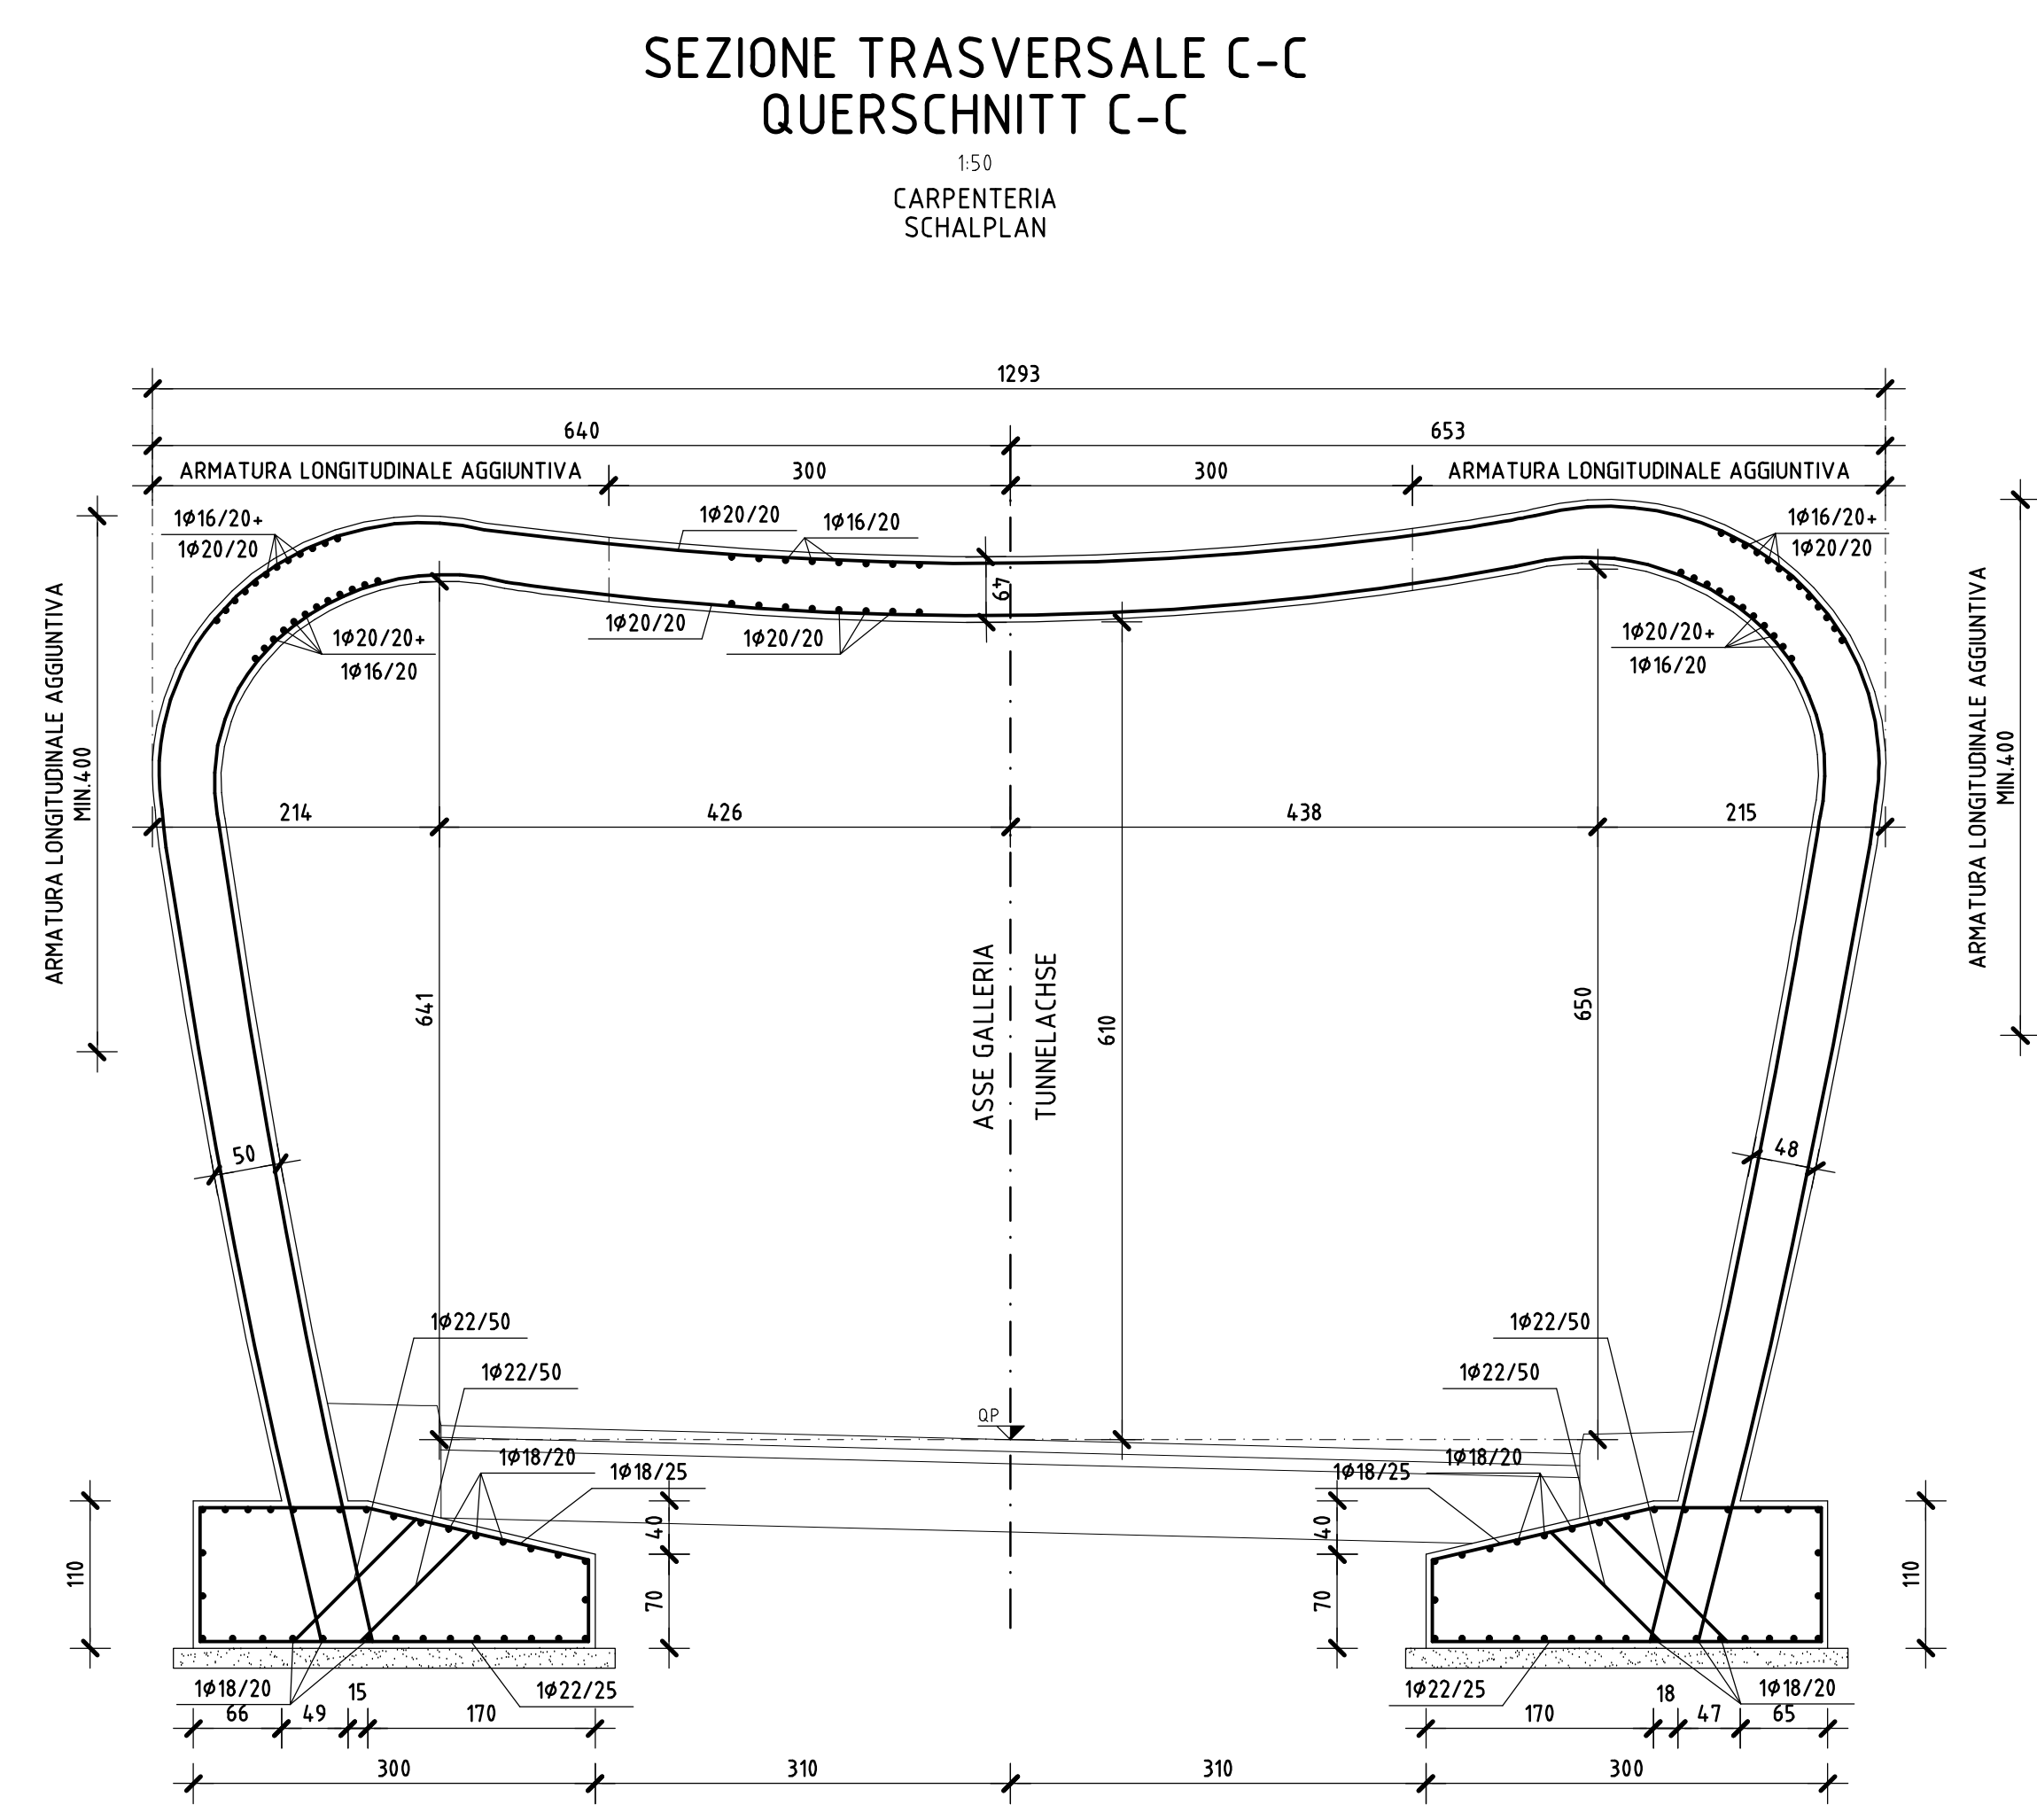 SEZIONE TRASVERSALE C-C
QUERSCHNITT C-C
1:50
CARPENTERIA
SCHALPLAN
1293
640
653
ARMATURA LONGITUDINALE AGGIUNTIVA
300
300
ARMATURA LONGITUDINALE AGGIUNTIVA
1ø16/20+
1ø20/20
1ø20/20
1ø16/20
1ø16/20+
1ø20/20
49
1ø20/20+
1ø16/20
1ø20/20
1ø20/20
1ø20/20+
1ø16/20
ARMATURA LONGITUDINALE AGGIUNTIVA
MIN.400
ARMATURA LONGITUDINALE AGGIUNTIVA
MIN.400
214
426
438
215
641
ASSE GALLERIA
TUNNELACHSE
610
650
50
48
1ø22/50
1ø22/50
1ø22/50
1ø22/50
QP
1ø18/20
1ø18/25
1ø18/25
1ø18/20
110
40
70
40
70
110
1ø18/20
15
1ø22/25
1ø22/25
18
1ø18/20
66
49
170
170
47
65
300
310
310
300